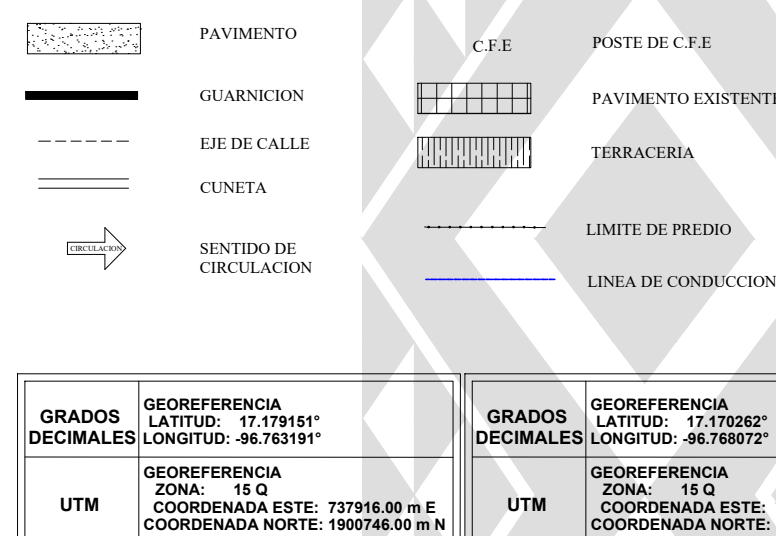 PAVIMENTO
GUARNICION
EJE DE CALLE
CUNETA
CIRCULACION
SENTIDO DE
CIRCULACION
C.F.E
POSTE DE C.F.E
PAVIMENTO EXISTENTE
TERRACERIA
LIMITE DE PREDIO
LINEA DE CONDUCCION
GRADOS
DECIMALES
GEOREFERENCIA
LATITUD: 17.179151°
LONGITUD: -96.763191°
UTM
GEOREFERENCIA
ZONA: 15 Q
COORDENADA ESTE: 737916.00 m E
COORDENADA NORTE: 1900746.00 m N
GRADOS
DECIMALES
GEOREFERENCIA
LATITUD: 17.170262°
LONGITUD: -96.768072°
UTM
GEOREFERENCIA
ZONA: 15 Q
COORDENADA ESTE:
COORDENADA NORTE: